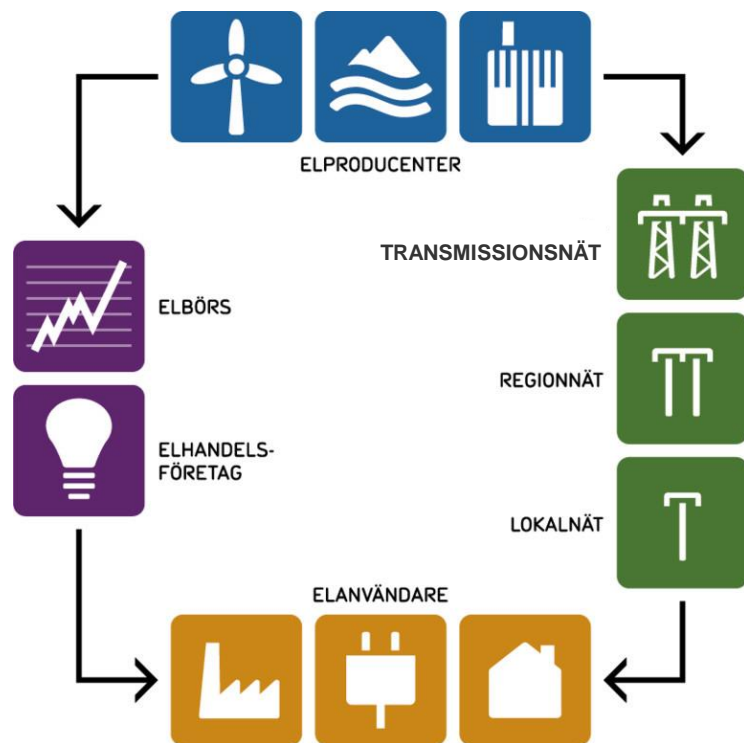 ELPRODUCENTER
TRANSMISSIONSNÄT
ELBÖRS
REGIONNÄT
ELHANDELS-
FÖRETAG
LOKALNÄT
ELANVÄNDARE